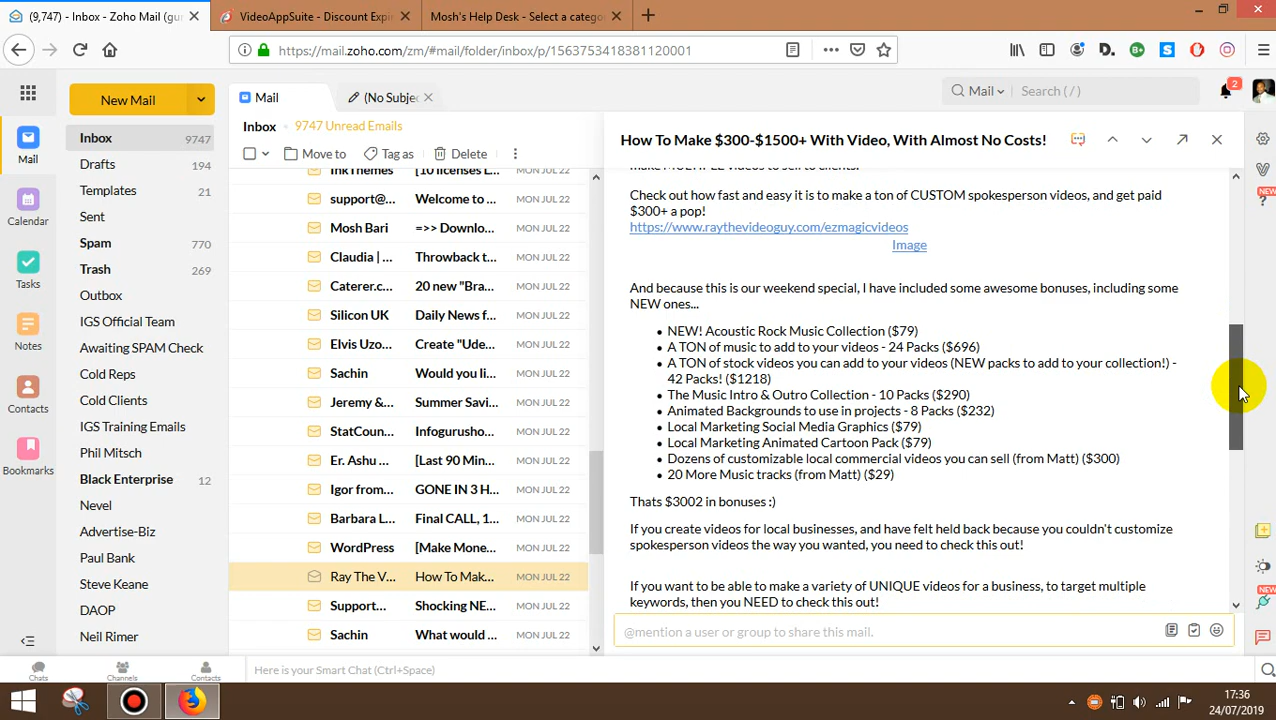 (9,747) - Inbox - Zoho Mail (gu
VideoAppSuite - Discount Expi
Mosh's Help Desk - Select a catego
https://mail.zoho.com/zm/#mail/folder/inbox/p/1563753418381120001
New Mail
Mail
(No Subje
Mail
Search ( / )
2
Inbox 9747 Unread Emails
Move to
Tag as
Delete
How To Make $300-$1500+ With Video, With Almost No Costs!
Mail
Calendar
Tasks
Notes
Contacts
Bookmarks
Inbox 9747
Drafts 194
Templates 21
Sent
Spam 770
Trash 269
Outbox
IGS Official Team
Awaiting SPAM Check
Cold Reps
Cold Clients
IGS Training Emails
Phil Mitsch
Black Enterprise 12
Nevel
Advertise-Biz
Paul Bank
Steve Keane
DAOP
Neil Rimer
InkThemes [10 licenses L...
support@... Welcome to ... MON JUL 22
Mosh Bari =>> Downlo... MON JUL 22
Claudia | ... Throwback t... MON JUL 22
Caterer.c... 20 new "Bra... MON JUL 22
Silicon UK Daily News f... MON JUL 22
Elvis Uzo... Create "Ude... MON JUL 22
Sachin Would you li... MON JUL 22
Jeremy &... Summer Savi... MON JUL 22
StatCoun... Infogurusho... MON JUL 22
Er. Ashu ... [Last 90 Min... MON JUL 22
Igor from... GONE IN 3 H... MON JUL 22
Barbara L... Final CALL, 1... MON JUL 22
WordPress [Make Mone... MON JUL 22
Ray The V... How To Mak... MON JUL 22
Support... Shocking NE... MON JUL 22
Sachin What would ... MON JUL 22
make MULTIPLE videos to sell to clients.
Check out how fast and easy it is to make a ton of CUSTOM spokesperson videos, and get paid
$300+ a pop!
https://www.raythevideoguy.com/ezmagicvideos
Image
And because this is our weekend special, I have included some awesome bonuses, including some
NEW ones...
• NEW! Acoustic Rock Music Collection ($79)
• A TON of music to add to your videos - 24 Packs ($696)
• A TON of stock videos you can add to your videos (NEW packs to add to your collection!) -
42 Packs! ($1218)
• The Music Intro & Outro Collection - 10 Packs ($290)
• Animated Backgrounds to use in projects - 8 Packs ($232)
• Local Marketing Social Media Graphics ($79)
• Local Marketing Animated Cartoon Pack ($79)
• Dozens of customizable local commercial videos you can sell (from Matt) ($300)
• 20 More Music tracks (from Matt) ($29)
Thats $3002 in bonuses :)
If you create videos for local businesses, and have felt held back because you couldn't customize
spokesperson videos the way you wanted, you need to check this out!
If you want to be able to make a variety of UNIQUE videos for a business, to target multiple
keywords, then you NEED to check this out!
@mention a user or group to share this mail.
NEW
NEW
Chats
Channels
Contacts
Here is your Smart Chat (Ctrl+Space)
17:36
24/07/2019